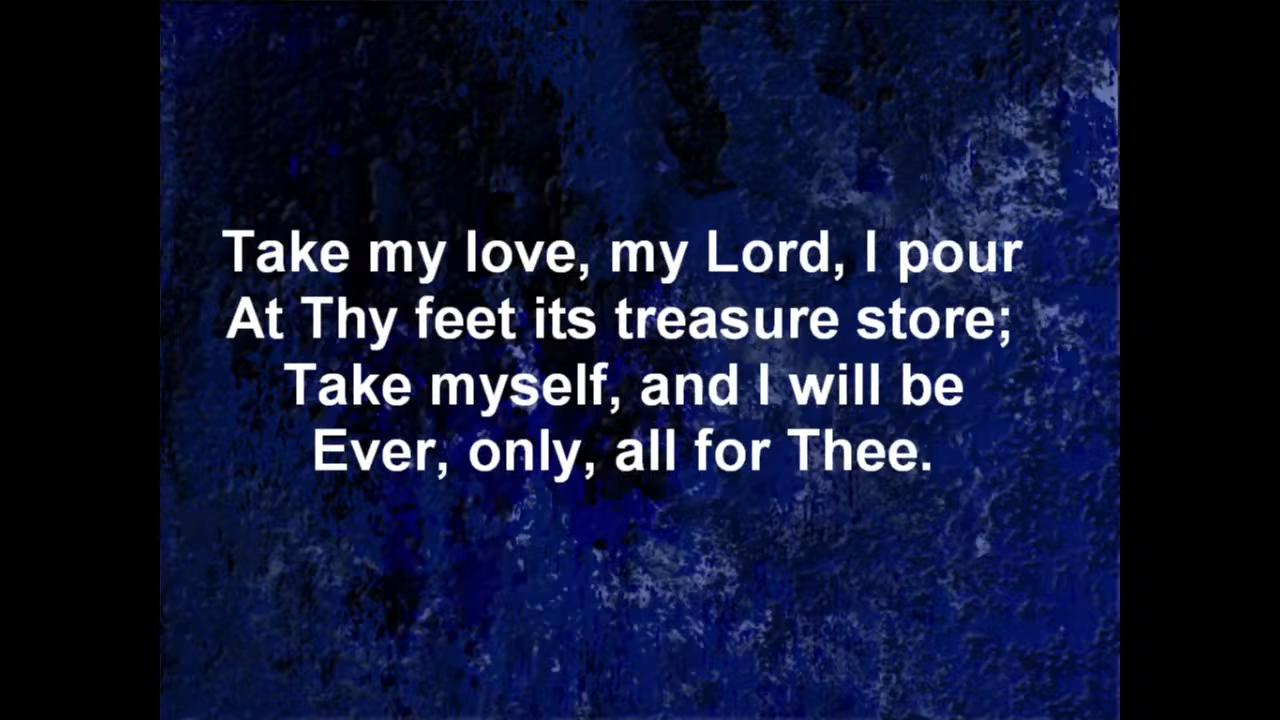 Take my love, my Lord, I pour
At Thy feet its treasure store;
Take myself, and I will be
Ever, only, all for Thee.